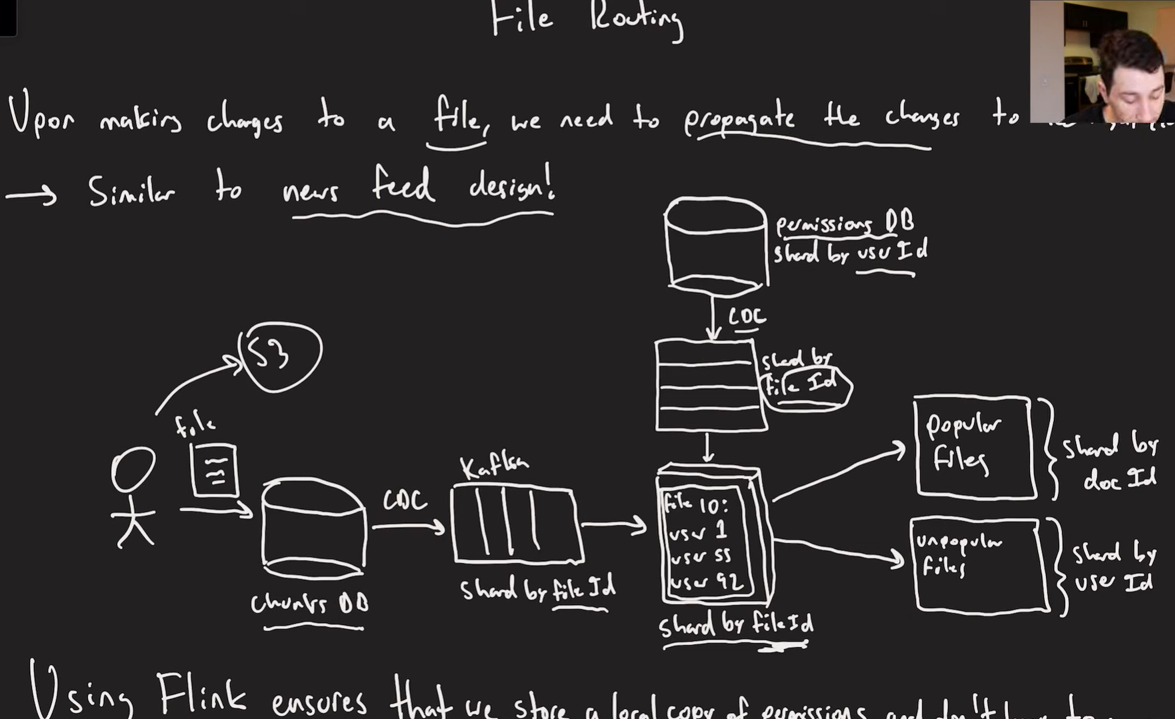 File Routing
Upon making changes to a file, we need to propagate the changes to
→ Similar to news feed design!
permissions DB
shard by user Id
CDC
S3
shard by
file Id
file
popular
files
shard by
doc Id
Kafka
CDC
file 10:
user 1
user 55
user 92
unpopular
files
shard by
user Id
shard by file Id
chunks DB
shard by file Id
Using Flink ensures that we store a local copy of permissions and don't